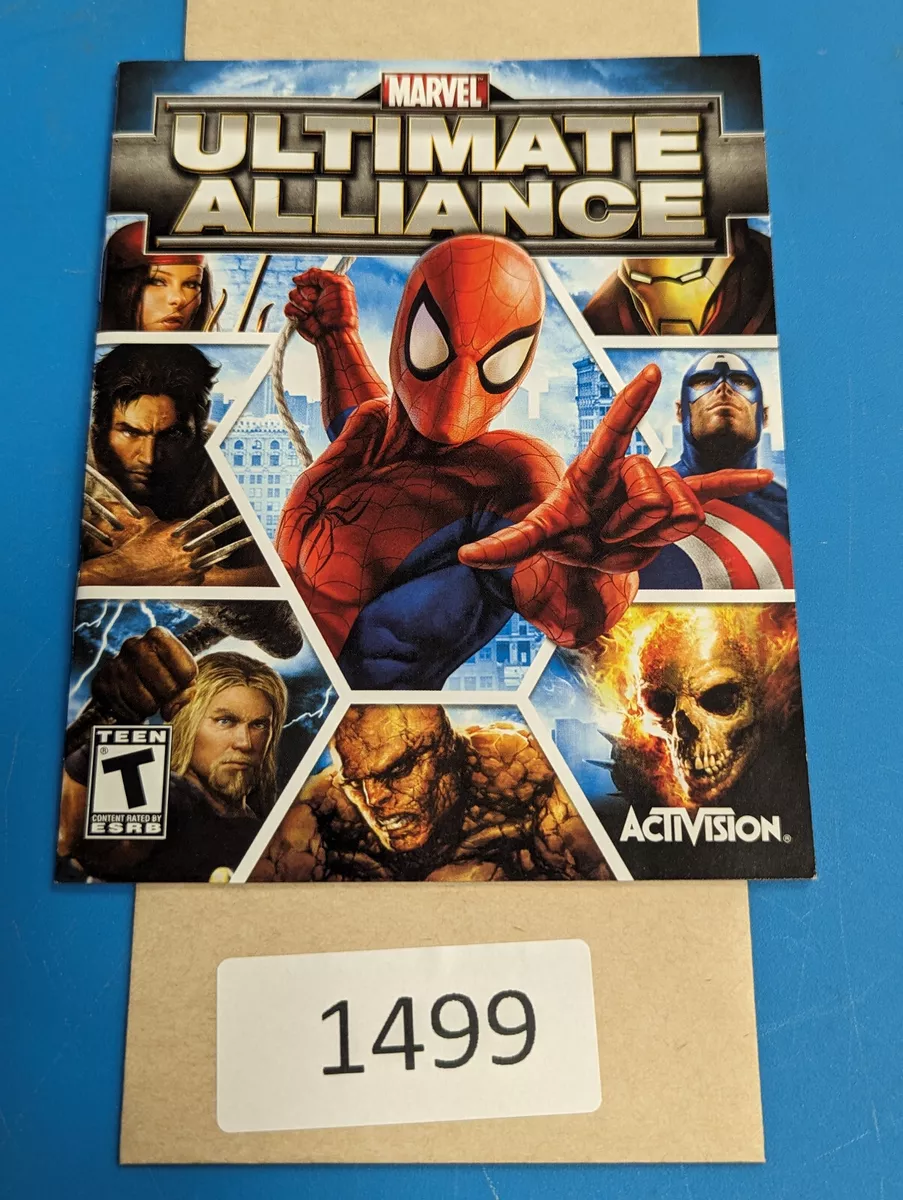 MARVEL
ULTIMATE
ALLIANCE
TEEN
T ®
CONTENT RATED BY
ESRB
ACTIVISION®
1499